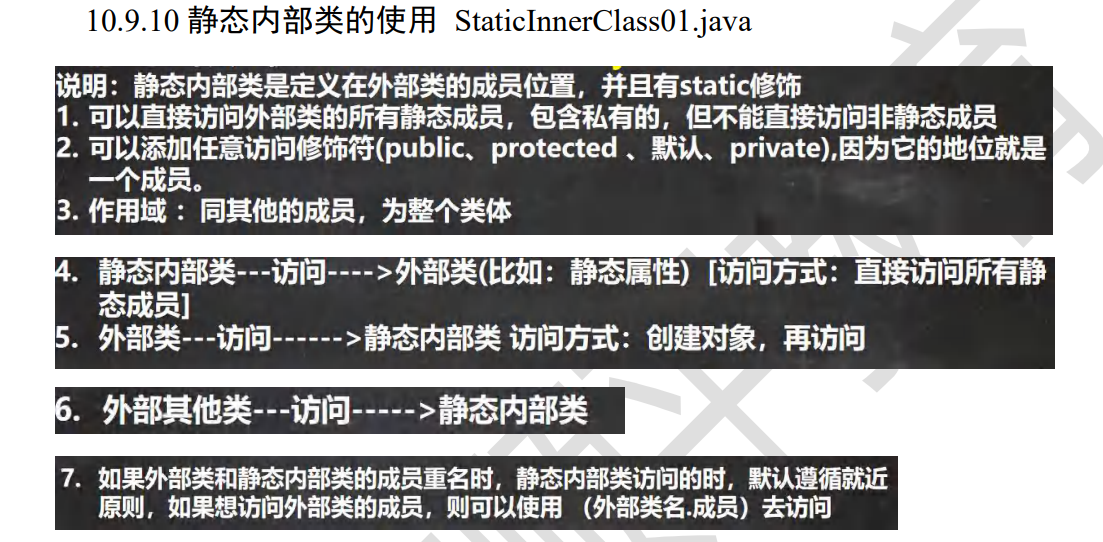 10.9.10 静态内部类的使用 StaticInnerClass01.java
说明：静态内部类是定义在外部类的成员位置，并且有static修饰
1. 可以直接访问外部类的所有静态成员，包含私有的，但不能直接访问非静态成员
2. 可以添加任意访问修饰符(public、protected 、默认、private),因为它的地位就是
一个成员。
3. 作用域 ：同其他的成员，为整个类体
4. 静态内部类---访问---->外部类(比如：静态属性) [访问方式：直接访问所有静
态成员]
5. 外部类---访问------>静态内部类 访问方式：创建对象，再访问
6. 外部其他类---访问----->静态内部类
7. 如果外部类和静态内部类的成员重名时，静态内部类访问的时，默认遵循就近
原则，如果想访问外部类的成员，则可以使用 （外部类名.成员）去访问